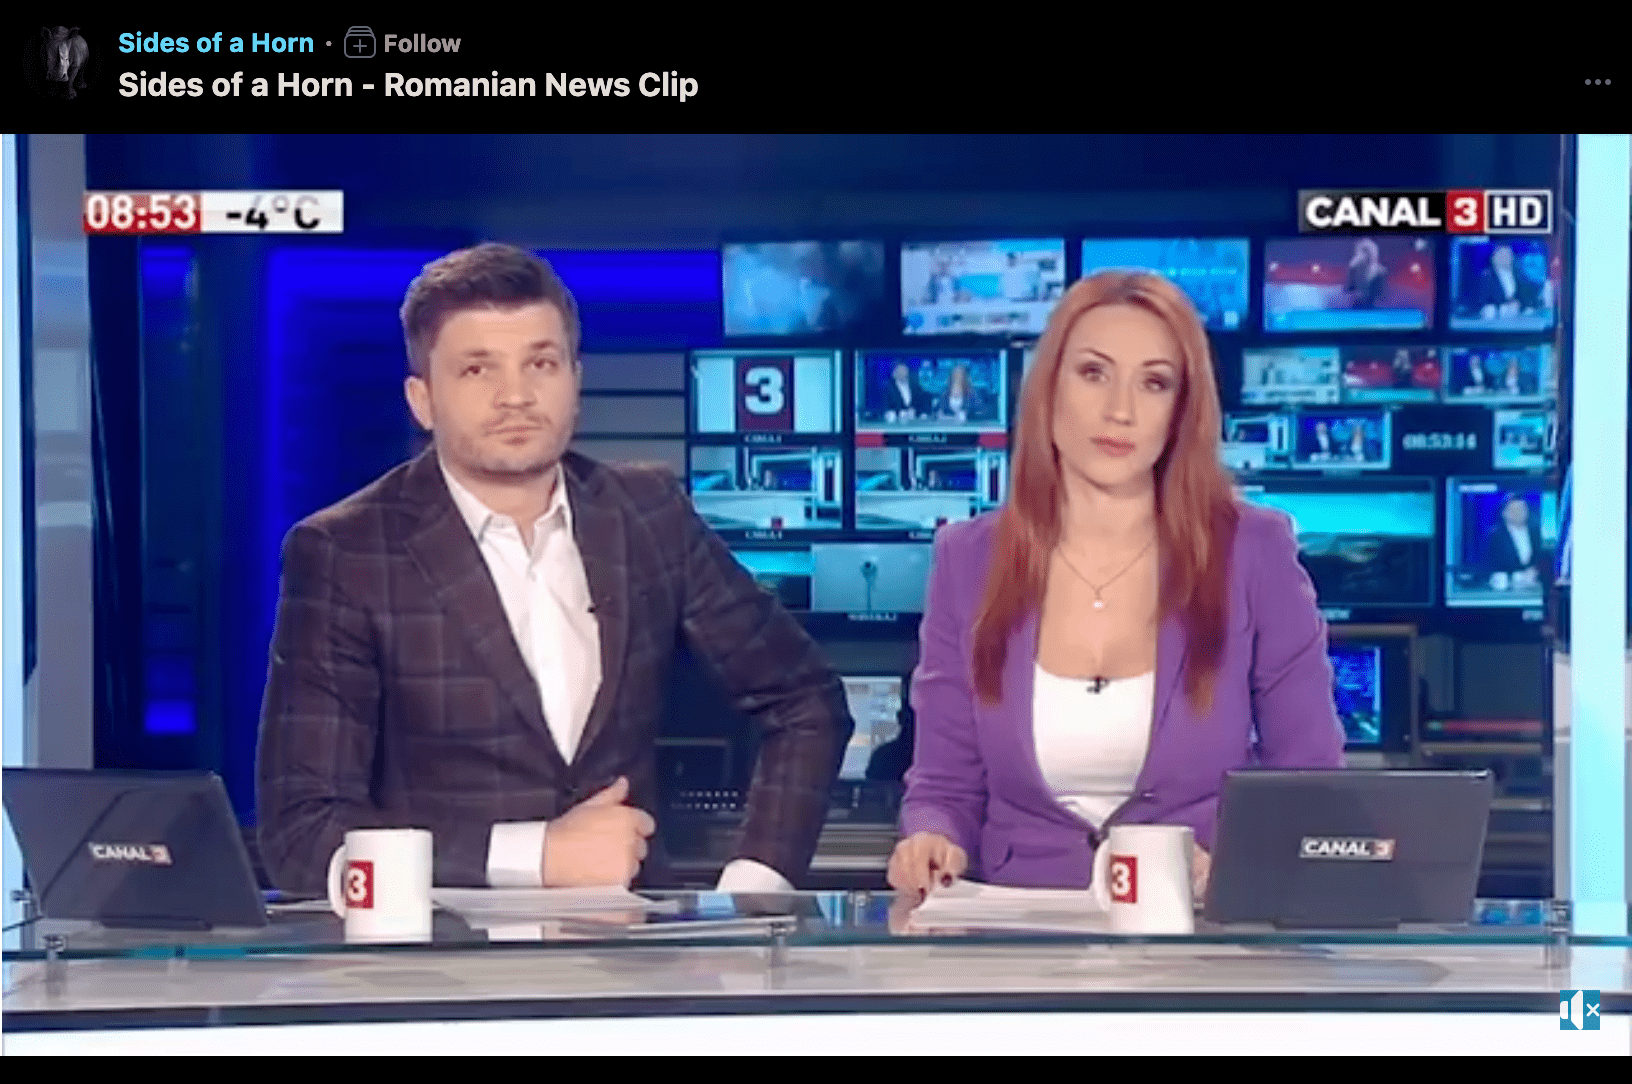 Sides of a Horn · Follow
Sides of a Horn - Romanian News Clip
08:53 -4°C
CANAL 3 HD
3
CANAL 3
3
3
CANAL 3